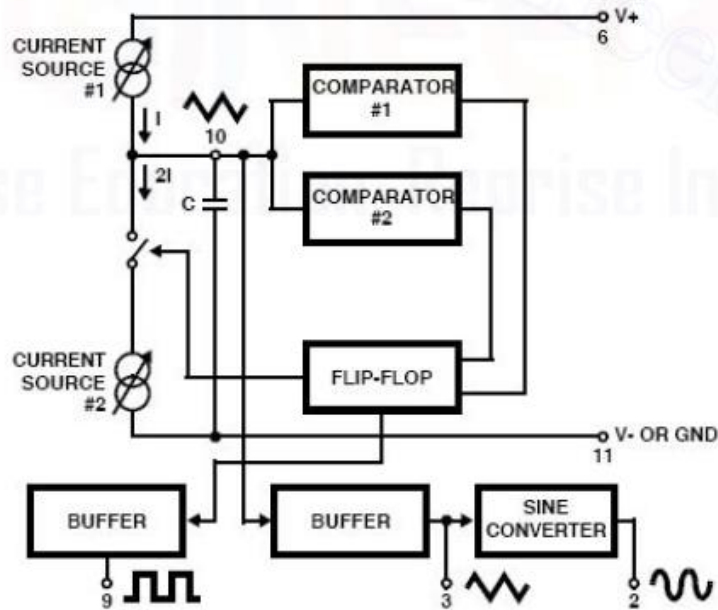 V+
6
CURRENT
SOURCE
#1
I
10
COMPARATOR
#1
2I
C
COMPARATOR
#2
CURRENT
SOURCE
#2
FLIP-FLOP
V- OR GND
11
BUFFER
BUFFER
SINE
CONVERTER
9
3
2